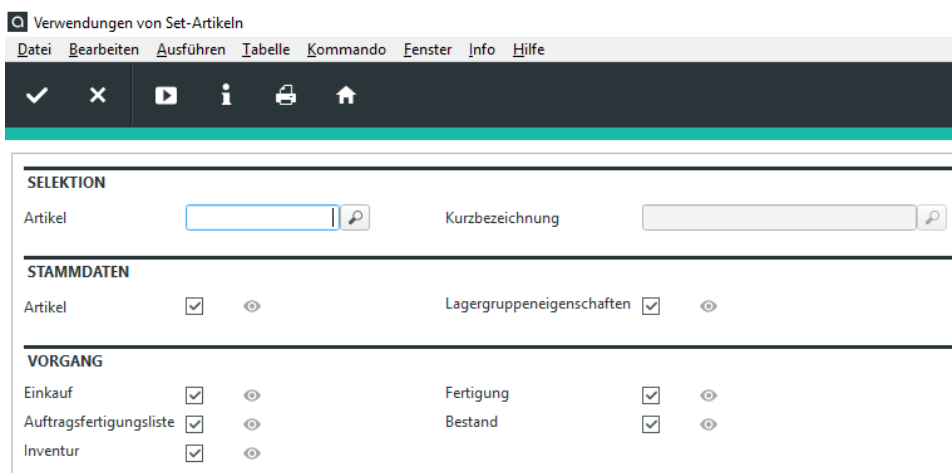 Verwendungen von Set-Artikeln
Datei Bearbeiten Ausführen Tabelle Kommando Fenster Info Hilfe
SELEKTION
Artikel Kurzbezeichnung
STAMMDATEN
Artikel Lagergruppeneigenschaften
VORGANG
Einkauf Fertigung
Auftragsfertigungsliste Bestand
Inventur